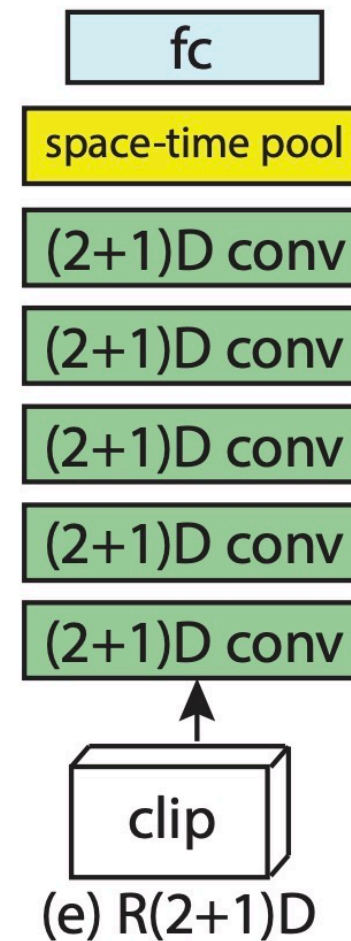 fc
space-time pool
(2+1)D conv
(2+1)D conv
(2+1)D conv
(2+1)D conv
(2+1)D conv
clip
(e) R(2+1)D